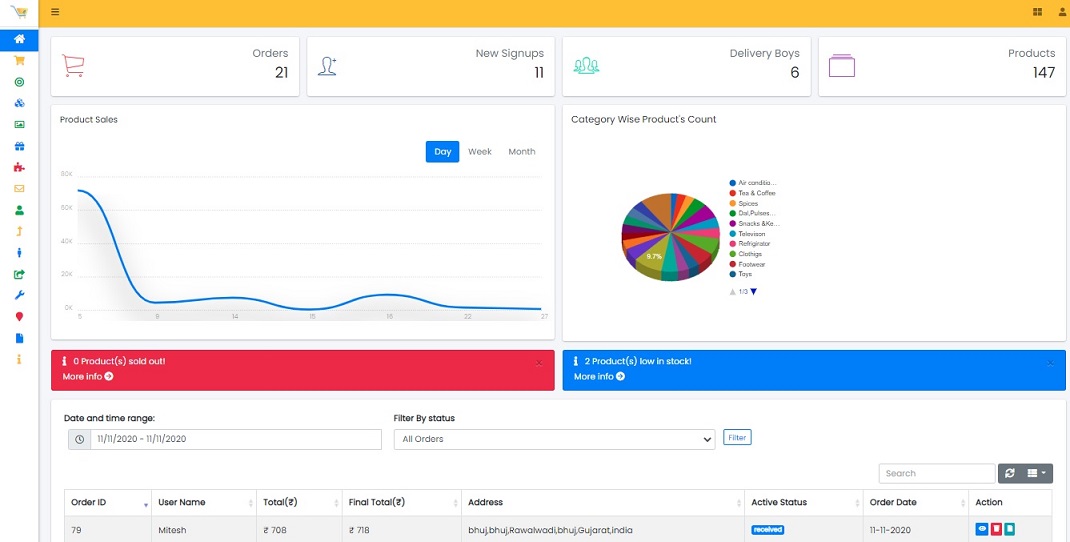 Orders
21
New Signups
11
Delivery Boys
6
Products
147
Product Sales
Day Week Month
80K
60K
40K
20K
0K
5 9 14 15 16 22 27
Category Wise Product's Count
9.7%
Air conditio...
Tea & Coffee
Spices
Dal,Pulses...
Snacks &Ke...
Televison
Refrigirator
Clothigs
Footwear
Toys
1/3
0 Product(s) sold out!
More info
2 Product(s) low in stock!
More info
Date and time range:
11/11/2020 - 11/11/2020
Filter By status
All Orders
Filter
Search
Order ID User Name Total(₹) Final Total(₹) Address Active Status Order Date Action
79 Mitesh ₹ 708 ₹ 718 bhuj,bhuj,Rawalwadi,bhuj,Gujarat,india received 11-11-2020